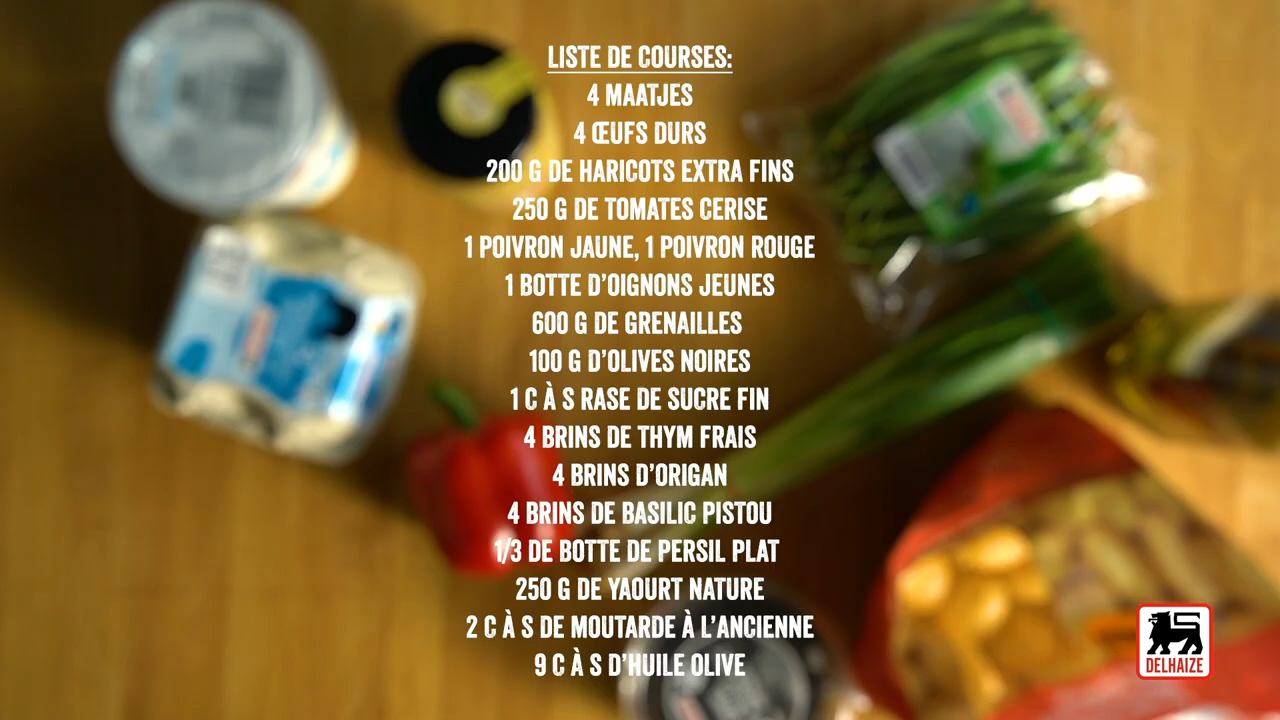 LISTE DE COURSES:
4 MAATJES
4 ŒUFS DURS
200 G DE HARICOTS EXTRA FINS
250 G DE TOMATES CERISE
1 POIVRON JAUNE, 1 POIVRON ROUGE
1 BOTTE D'OIGNONS JEUNES
600 G DE GRENAILLES
100 G D'OLIVES NOIRES
1 C À S RASE DE SUCRE FIN
4 BRINS DE THYM FRAIS
4 BRINS D'ORIGAN
4 BRINS DE BASILIC PISTOU
1/3 DE BOTTE DE PERSIL PLAT
250 G DE YAOURT NATURE
2 C À S DE MOUTARDE À L'ANCIENNE
9 C À S D'HUILE OLIVE
DELHAIZE